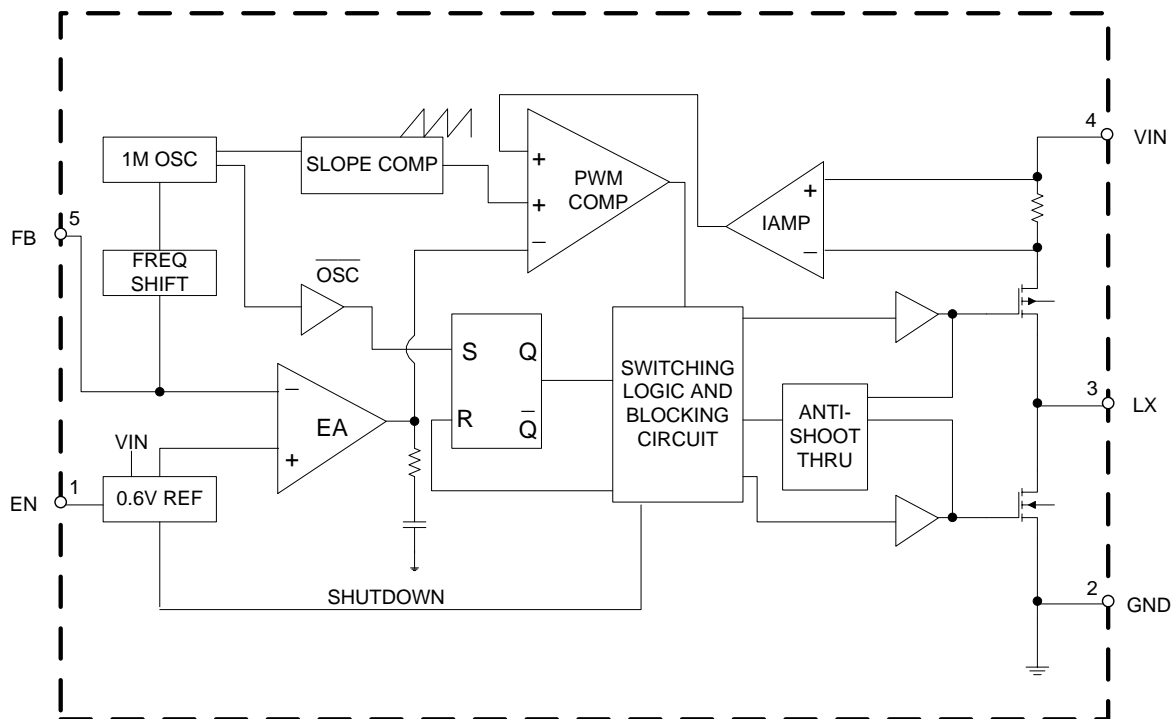 4
VIN
1M OSC
SLOPE COMP
+
+
−
PWM
COMP
+
−
IAMP
5
FB
FREQ
SHIFT
OSC
S
Q
R
Q
SWITCHING
LOGIC AND
BLOCKING
CIRCUIT
ANTI-
SHOOT
THRU
3
LX
−
+
EA
VIN
1
EN
0.6V REF
SHUTDOWN
2
GND